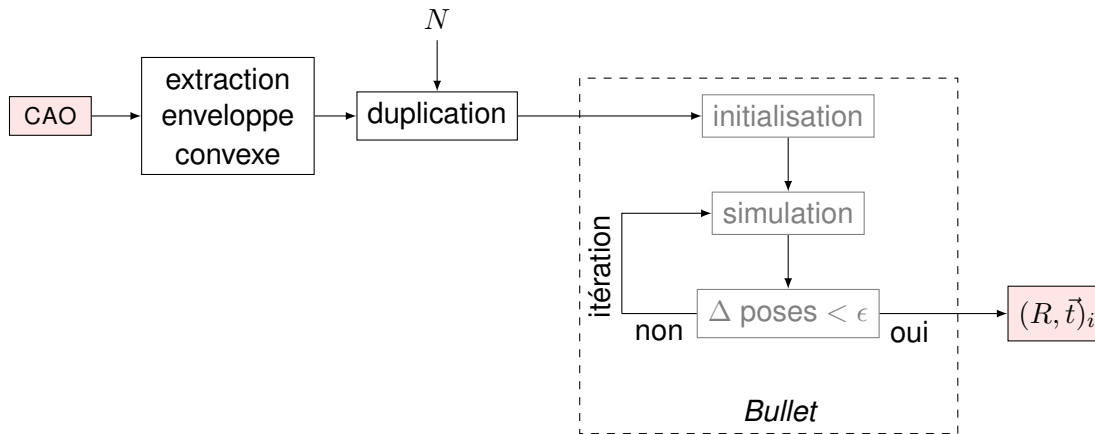 N
CAO
extraction
enveloppe
convexe
duplication
initialisation
simulation
itération
Δ poses < ϵ
non
oui
(R, t⃗)ᵢ
Bullet